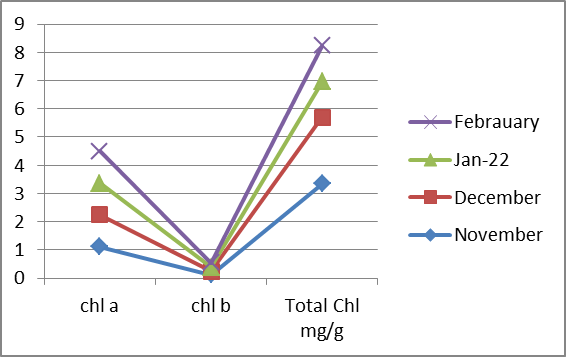 9
8
7
6
5
4
3
2
1
0
chl a
chl b
Total Chl
mg/g
Febrauary
Jan-22
December
November